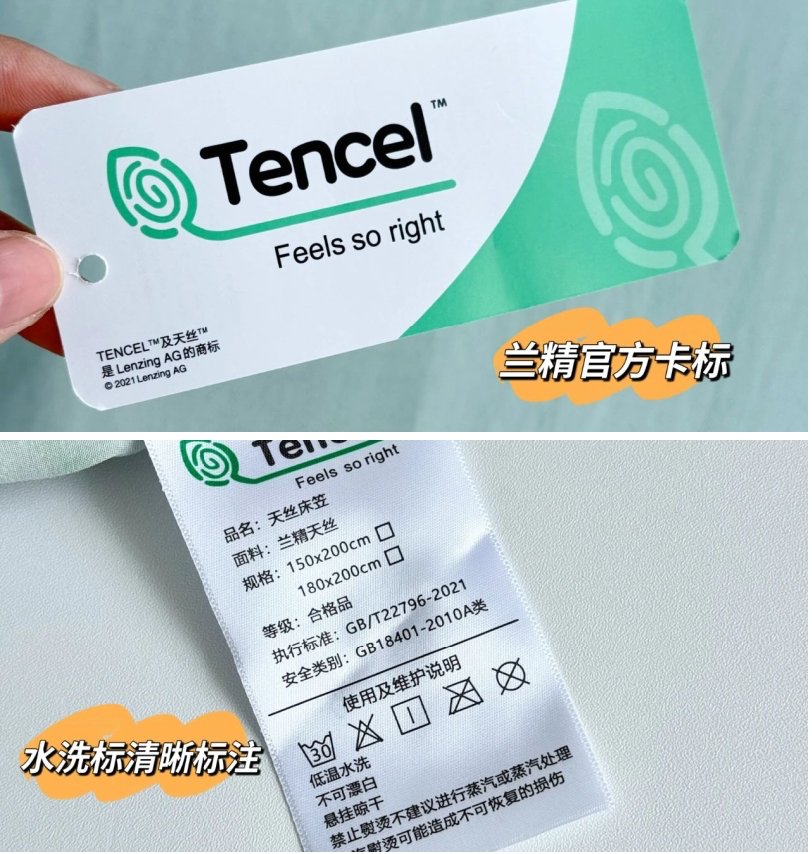 Tencel™
Feels so right
TENCEL™及天丝™
是 Lenzing AG 的商标
© 2021 Lenzing AG
兰精官方卡标
Tencel
Feels so right
品名：天丝床笠
面料：兰精天丝
规格：150x200cm □
180x200cm □
等级：合格品
执行标准：GB/T22796-2021
安全类别：GB18401-2010A类
使用及维护说明
30
低温水洗
不可漂白
悬挂晾干
禁止熨烫不建议进行蒸汽或蒸汽处理
蒸汽熨烫可能造成不可恢复的损伤
水洗标清晰标注